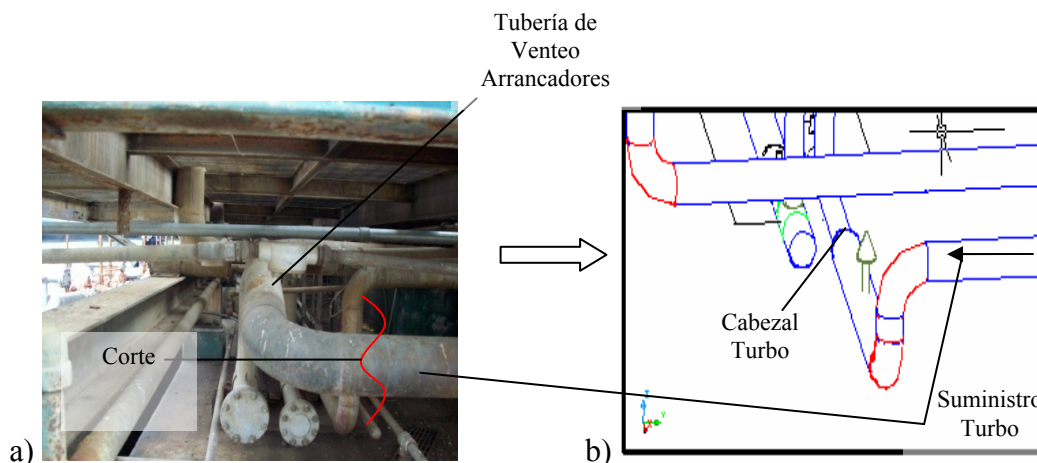 Tubería de
Venteo
Arrancadores
Corte
a)
Cabezal
Turbo
Suministro
Turbo
b)